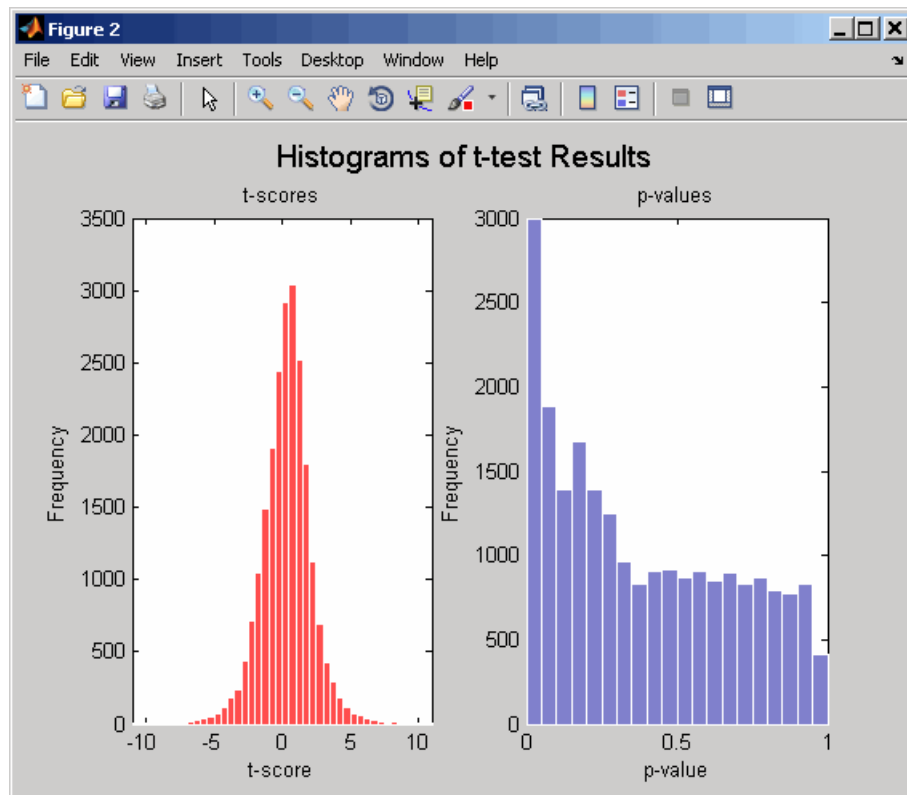 Figure 2
File Edit View Insert Tools Desktop Window Help
Histograms of t-test Results
t-scores
3500
3000
2500
2000
1500
1000
500
0
Frequency
-10 -5 0 5 10
t-score
p-values
3000
2500
2000
1500
1000
500
0
Frequency
0 0.5 1
p-value